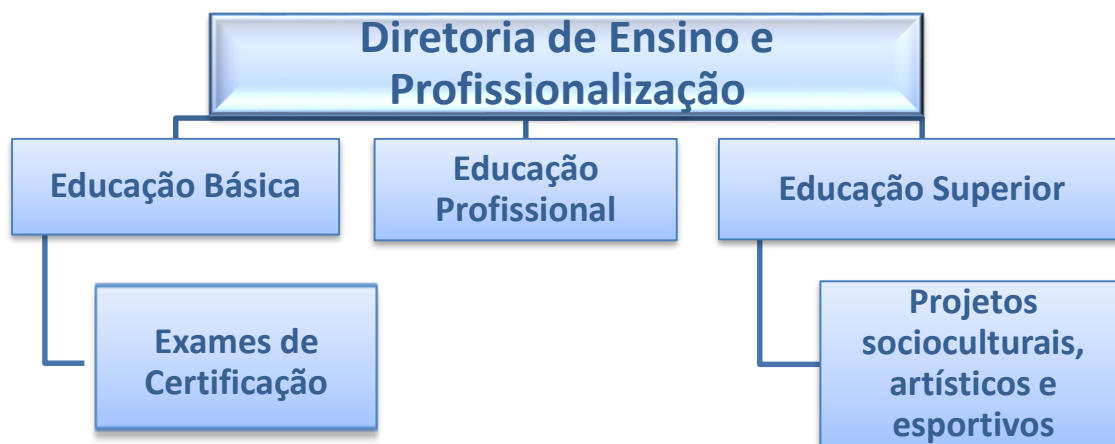 Diretoria de Ensino e
Profissionalização
Educação Básica
Educação
Profissional
Educação Superior
Exames de
Certificação
Projetos
socioculturais,
artísticos e
esportivos